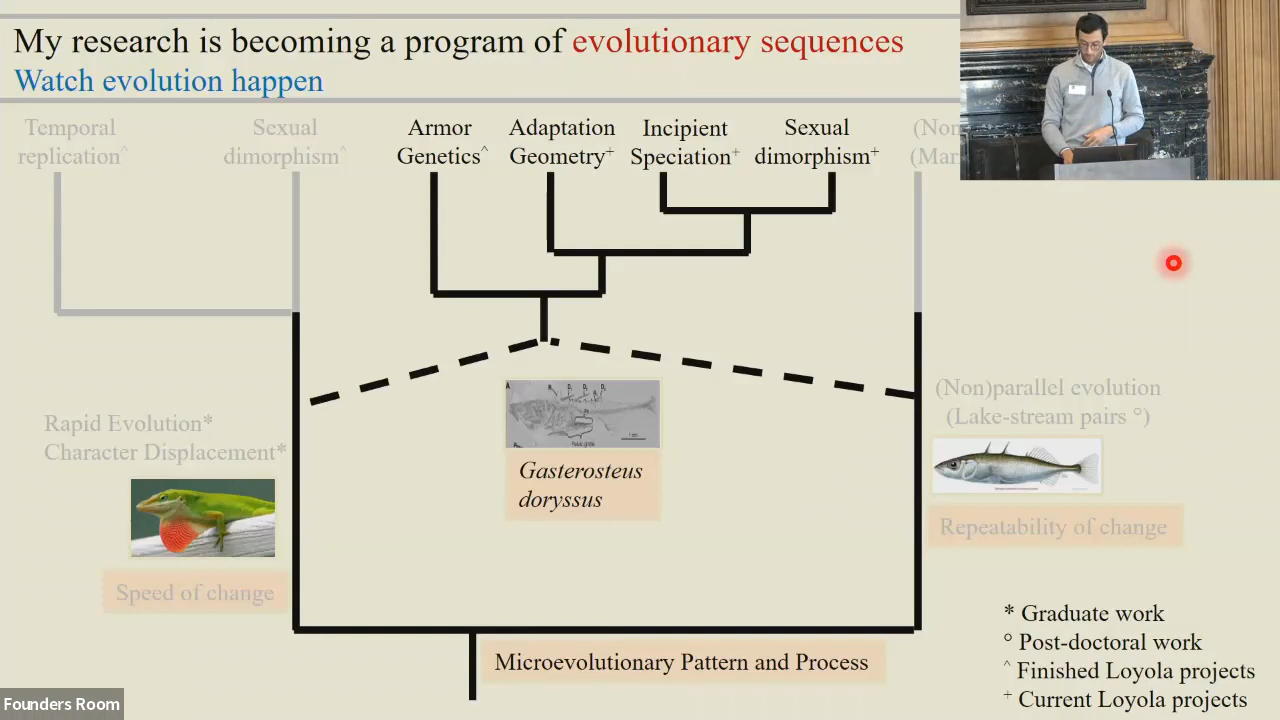 My research is becoming a program of evolutionary sequences
Watch evolution happen
Temporal
replication^
Sexual
dimorphism^
Armor
Genetics^
Adaptation
Geometry+
Incipient
Speciation+
Sexual
dimorphism+
(Non
(Mar
Rapid Evolution*
Character Displacement*
Speed of change
A
Gasterosteus
doryssus
(Non)parallel evolution
(Lake-stream pairs °)
Repeatability of change
Microevolutionary Pattern and Process
* Graduate work
° Post-doctoral work
^ Finished Loyola projects
+ Current Loyola projects
Founders Room